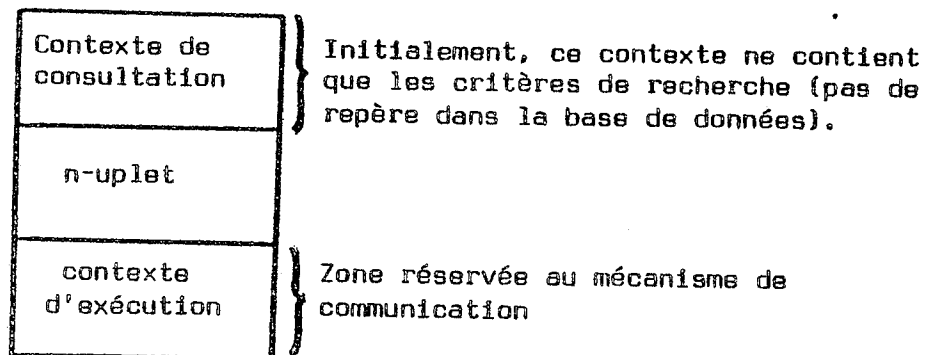 Contexte de
consultation
Initialement, ce contexte ne contient
que les critères de recherche (pas de
repère dans la base de données).
n-uplet
contexte
d'exécution
Zone réservée au mécanisme de
communication